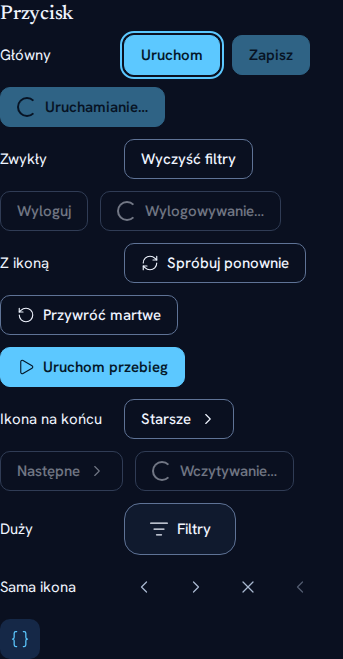 Przycisk
Główny Uruchom Zapisz
Uruchamianie...
Zwykły Wyczyść filtry
Wyloguj Wylogowywanie...
Z ikoną Spróbuj ponownie
Przywróć martwe
Uruchom przebieg
Ikona na końcu Starsze
Następne Wczytywanie...
Duży Filtry
Sama ikona
{ }